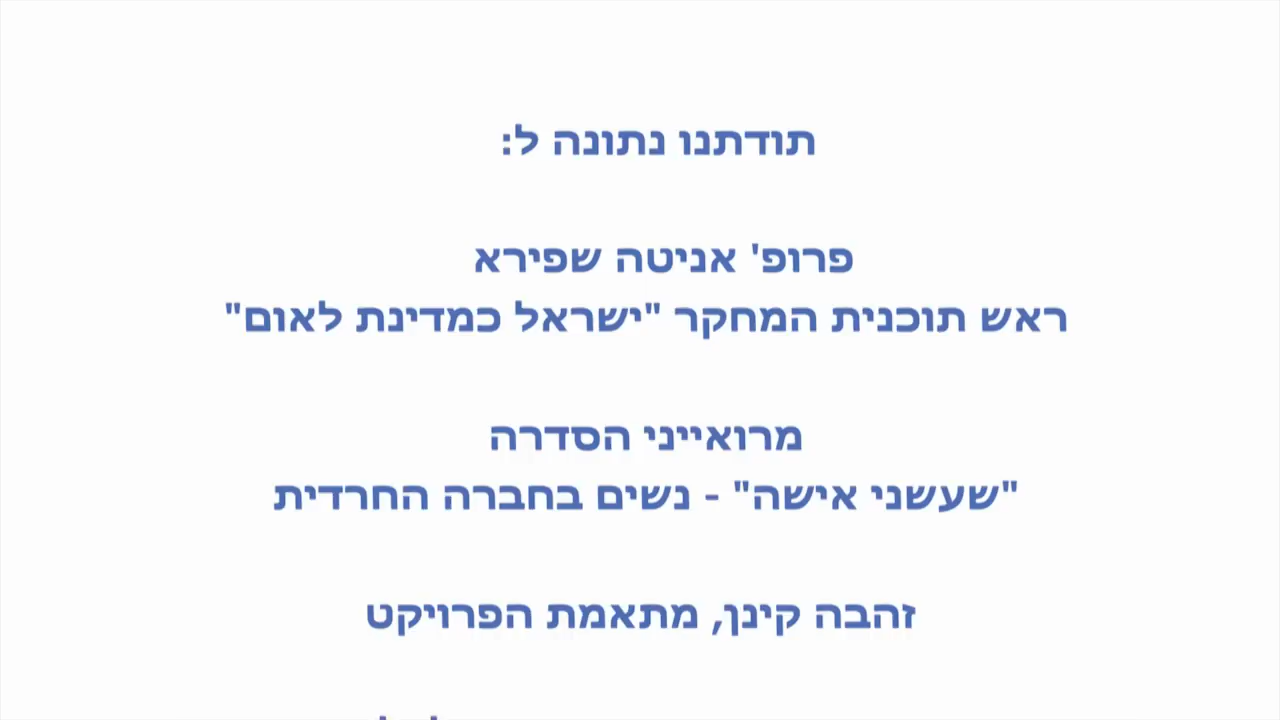 תודתנו נתונה ל:
פרופ' אניטה שפירא
ראש תוכנית המחקר "ישראל כמדינת לאום"
מרואייני הסדרה
"שעשני אישה" - נשים בחברה החרדית
זהבה קינן, מתאמת הפרויקט